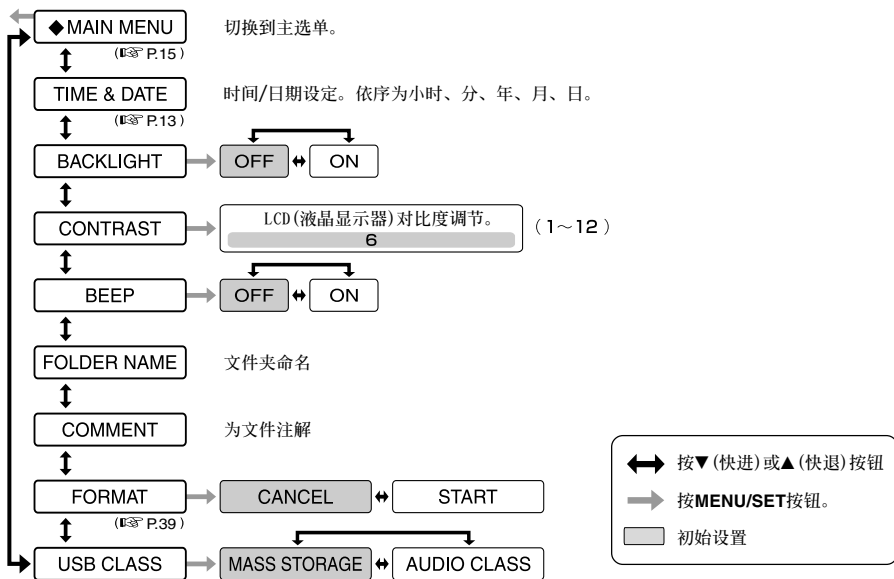 ◆MAIN MENU 切换到主选单。
(☞ P.15)
TIME & DATE 时间/日期设定。依序为小时、分、年、月、日。
(☞ P.13)
BACKLIGHT OFF ON
CONTRAST LCD(液晶显示器)对比度调节。 (1～12)
6
BEEP OFF ON
FOLDER NAME 文件夹命名
COMMENT 为文件注解
FORMAT CANCEL START
(☞ P.39)
USB CLASS MASS STORAGE AUDIO CLASS
按▼(快进)或▲(快退)按钮
按MENU/SET按钮。
初始设置